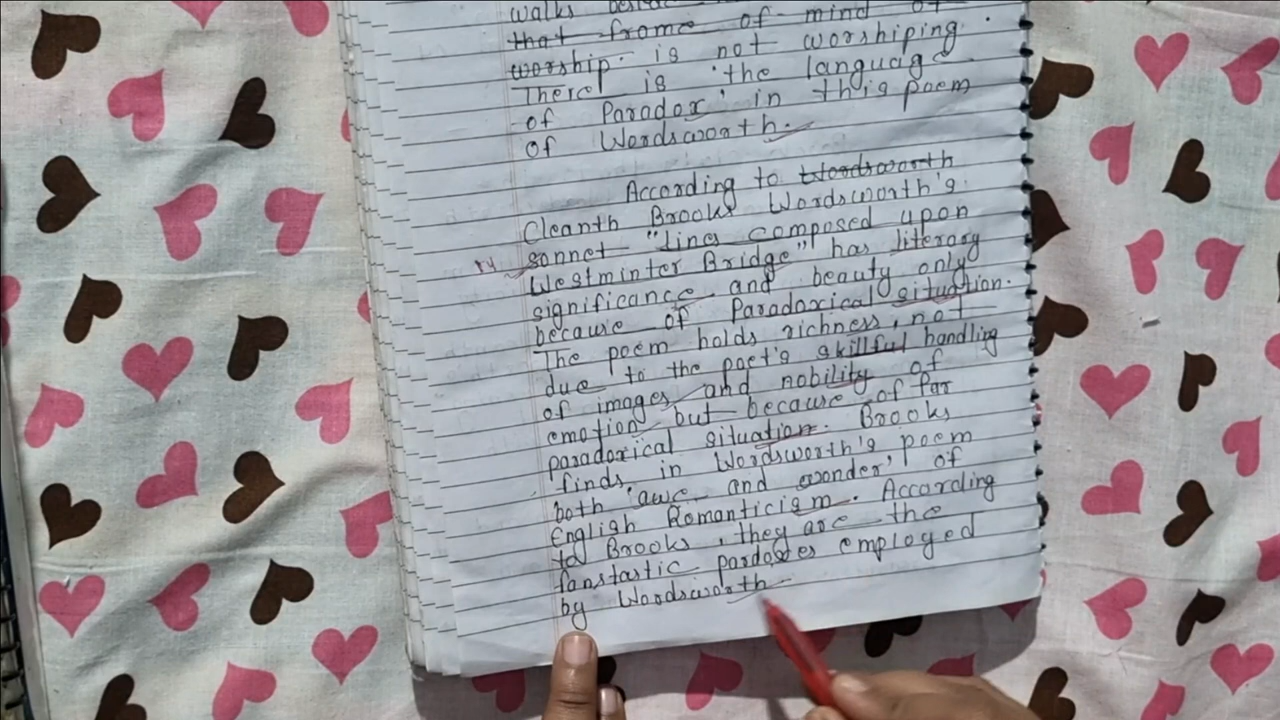 walks
that frame of mind of
worship is not worshiping.
There is 'the language
of Paradox' in this poem
of Wordsworth.
According to Wordsworth
Cleanth Brooks Wordsworth's
sonnet "lines composed upon
Westminter Bridge" has literary
significance and beauty only
because of Paradoxical situation.
The poem holds richness, not
due to the poet's skillful handling
of images and nobility of
emotion but because of Par
paradoxical situation. Brooks
finds, in Wordsworth's poem
both 'awe and wonder' of
English Romanticism. According
to Brooks, they are the
fanstastic pardoxes employed
by Wordsworth